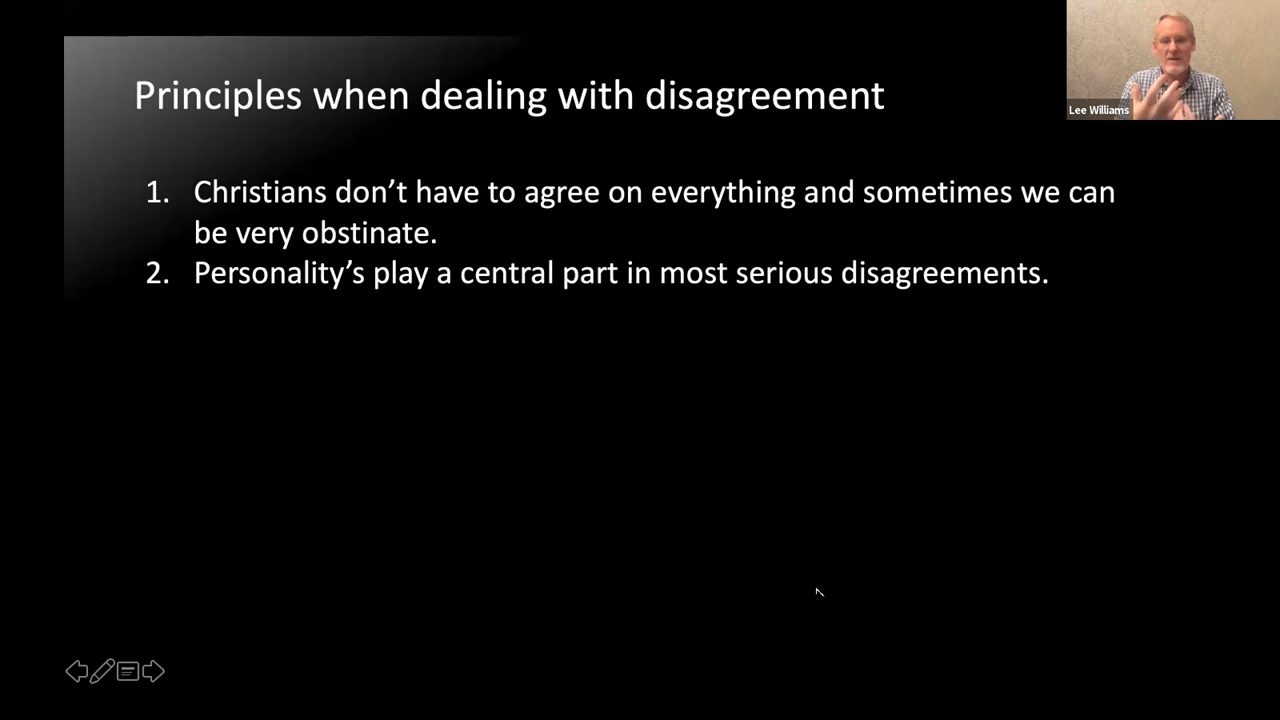 Principles when dealing with disagreement
Lee Williams
1. Christians don’t have to agree on everything and sometimes we can
be very obstinate.
2. Personality’s play a central part in most serious disagreements.